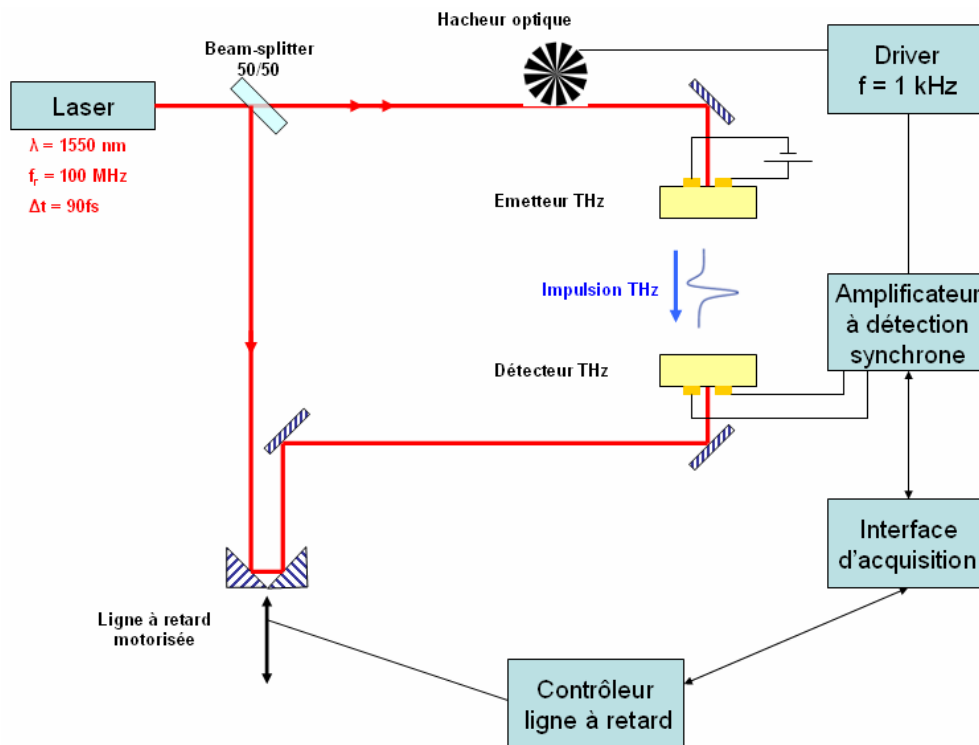 Hacheur optique
Beam-splitter
50/50
Driver
f = 1 kHz
Laser
λ = 1550 nm
fr = 100 MHz
Δt = 90fs
Emetteur THz
Impulsion THz
Amplificateur
à détection
synchrone
Détecteur THz
Interface
d'acquisition
Ligne à retard
motorisée
Contrôleur
ligne à retard